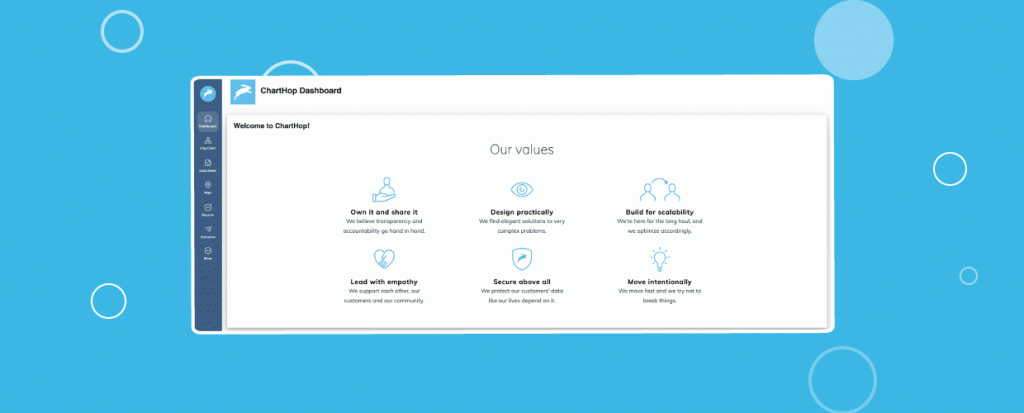 ChartHop Dashboard
Dashboard
Org Chart
Data Sheet
Map
Reports
Scenarios
More
Welcome to ChartHop!
Our values
Own it and share it
We believe transparency and
accountability go hand in hand.
Design practically
We find elegant solutions to very
complex problems.
Build for scalability
We're here for the long haul, and
we optimize accordingly.
Lead with empathy
We support each other, our
customers and our community.
Secure above all
We protect our customers' data
like our lives depend on it.
Move intentionally
We move fast and we try not to
break things.